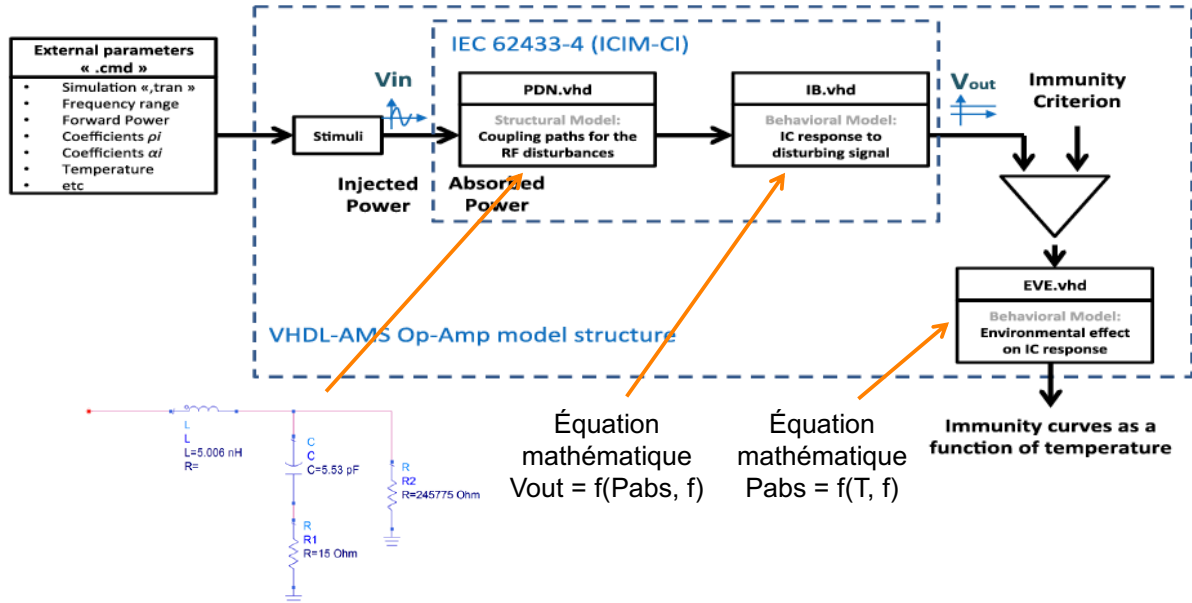 IEC 62433-4 (ICIM-CI)
External parameters
« .cmd »
• Simulation «,tran »
• Frequency range
• Forward Power
• Coefficients ρi
• Coefficients αi
• Temperature
• etc
Stimuli
Vin
Injected
Power
PDN.vhd
Structural Model:
Coupling paths for the
RF disturbances
Absorbed
Power
IB.vhd
Behavioral Model:
IC response to
disturbing signal
Vout
Immunity
Criterion
EVE.vhd
Behavioral Model:
Environmental effect
on IC response
VHDL-AMS Op-Amp model structure
Immunity curves as a
function of temperature
L
L
L=5.006 nH
R=
C
C
C=5.53 pF
R
R1
R=15 Ohm
R
R2
R=245775 Ohm
Équation
mathématique
Vout = f(Pabs, f)
Équation
mathématique
Pabs = f(T, f)